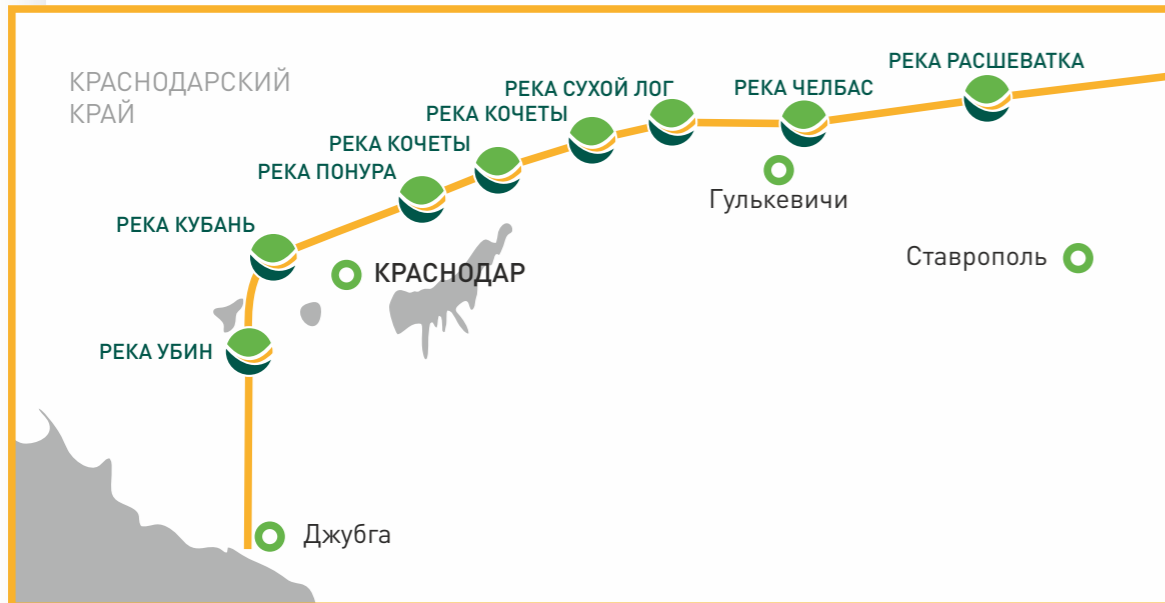 КРАСНОДАРСКИЙ
КРАЙ
РЕКА РАСШЕВАТКА
РЕКА СУХОЙ ЛОГ
РЕКА ЧЕЛБАС
РЕКА КОЧЕТЫ
РЕКА КОЧЕТЫ
РЕКА ПОНУРА
Гулькевичи
РЕКА КУБАНЬ
Ставрополь
КРАСНОДАР
РЕКА УБИН
Джубга